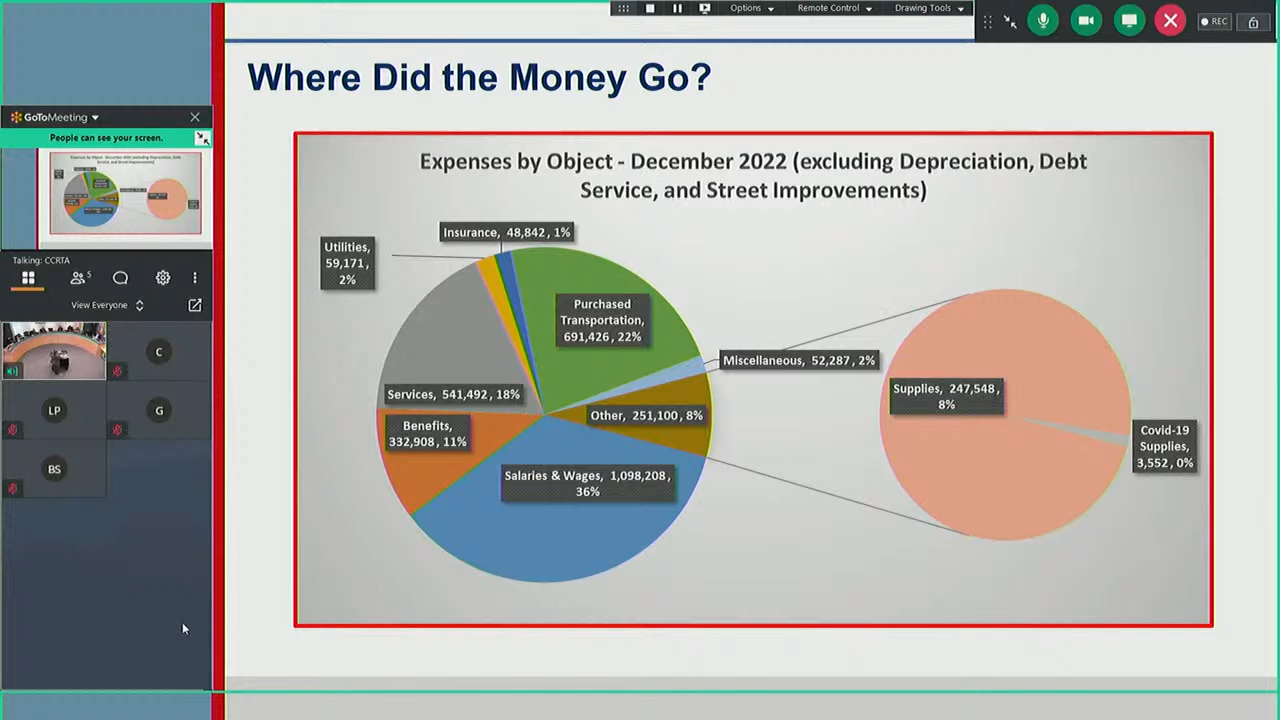 Options
Remote Control
Drawing Tools
REC
Where Did the Money Go?
GoToMeeting
People can see your screen.
Talking: CCRTA
5
View Everyone
C
LP
G
BS
Expenses by Object - December 2022 (excluding Depreciation, Debt
Service, and Street Improvements)
Insurance, 48,842, 1%
Utilities,
59,171,
2%
Purchased
Transportation,
691,426, 22%
Miscellaneous, 52,287, 2%
Services, 541,492, 18%
Other, 251,100, 8%
Benefits,
332,908, 11%
Salaries & Wages, 1,098,208,
36%
Supplies, 247,548,
8%
Covid-19
Supplies,
3,552, 0%